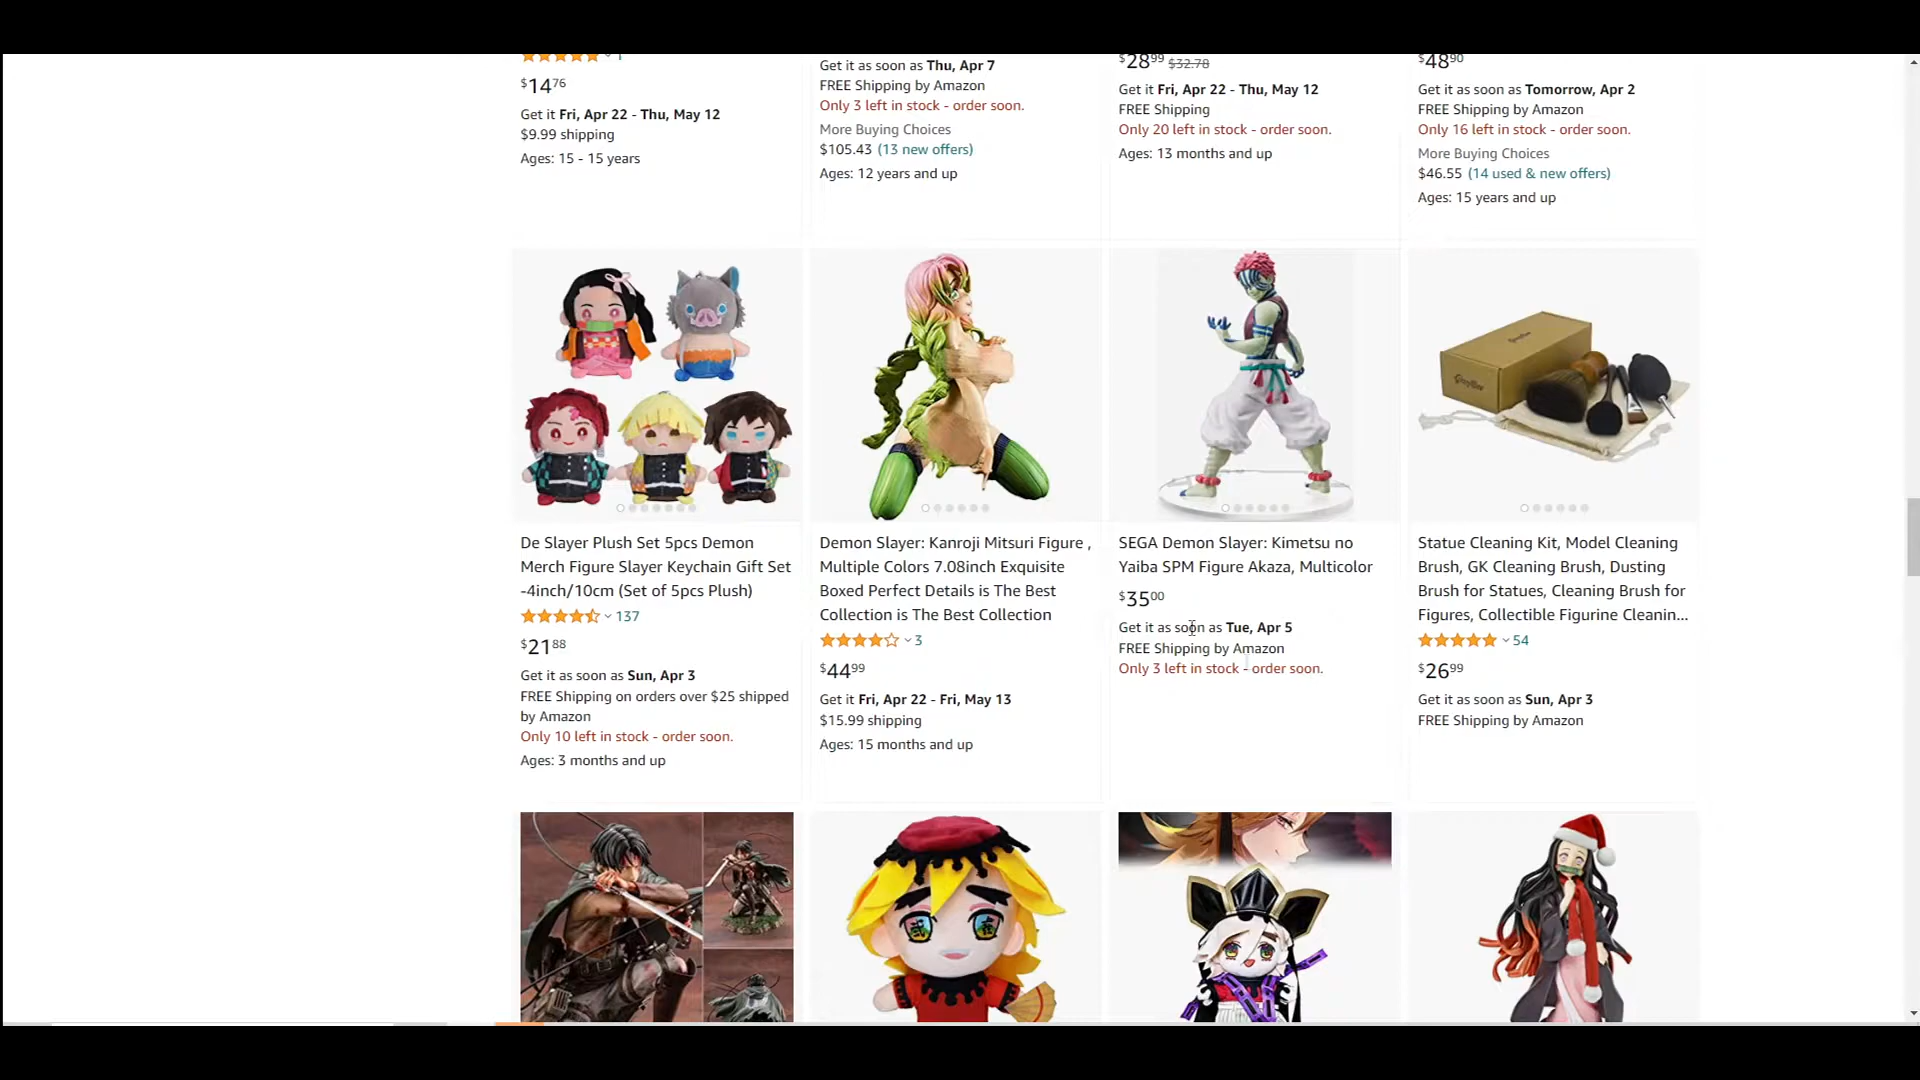 1
$14 76
Get it Fri, Apr 22 - Thu, May 12
$9.99 shipping
Ages: 15 - 15 years
Get it as soon as Thu, Apr 7
FREE Shipping by Amazon
Only 3 left in stock - order soon.
More Buying Choices
$105.43 (13 new offers)
Ages: 12 years and up
$28 99 $32.78
Get it Fri, Apr 22 - Thu, May 12
FREE Shipping
Only 20 left in stock - order soon.
Ages: 13 months and up
$48 90
Get it as soon as Tomorrow, Apr 2
FREE Shipping by Amazon
Only 16 left in stock - order soon.
More Buying Choices
$46.55 (14 used & new offers)
Ages: 15 years and up
De Slayer Plush Set 5pcs Demon
Merch Figure Slayer Keychain Gift Set
-4inch/10cm (Set of 5pcs Plush)
137
$21 88
Get it as soon as Sun, Apr 3
FREE Shipping on orders over $25 shipped
by Amazon
Only 10 left in stock - order soon.
Ages: 3 months and up
Demon Slayer: Kanroji Mitsuri Figure ,
Multiple Colors 7.08inch Exquisite
Boxed Perfect Details is The Best
Collection is The Best Collection
3
$44 99
Get it Fri, Apr 22 - Fri, May 13
$15.99 shipping
Ages: 15 months and up
SEGA Demon Slayer: Kimetsu no
Yaiba SPM Figure Akaza, Multicolor
$35 00
Get it as soon as Tue, Apr 5
FREE Shipping by Amazon
Only 3 left in stock - order soon.
Statue Cleaning Kit, Model Cleaning
Brush, GK Cleaning Brush, Dusting
Brush for Statues, Cleaning Brush for
Figures, Collectible Figurine Cleanin...
54
$26 99
Get it as soon as Sun, Apr 3
FREE Shipping by Amazon